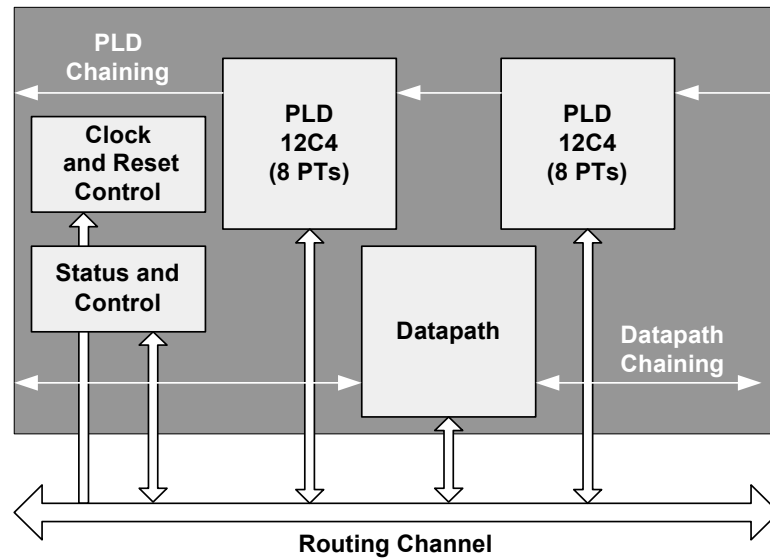 PLD
Chaining
PLD
12C4
(8 PTs)
PLD
12C4
(8 PTs)
Clock
and Reset
Control
Status and
Control
Datapath
Datapath
Chaining
Routing Channel